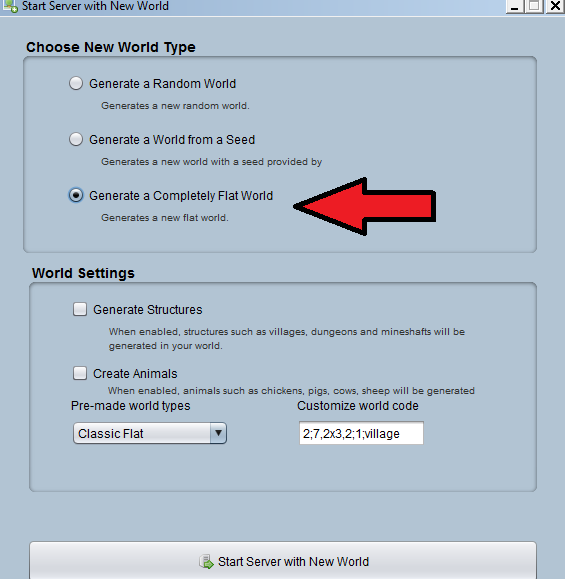 Start Server with New World
Choose New World Type
Generate a Random World
Generates a new random world.
Generate a World from a Seed
Generates a new world with a seed provided by
Generate a Completely Flat World
Generates a new flat world.
World Settings
Generate Structures
When enabled, structures such as villages, dungeons and mineshafts will be
generated in your world.
Create Animals
When enabled, animals such as chickens, pigs, cows, sheep will be generated
Pre-made world types
Customize world code
Classic Flat
2;7,2x3,2;1;village
Start Server with New World